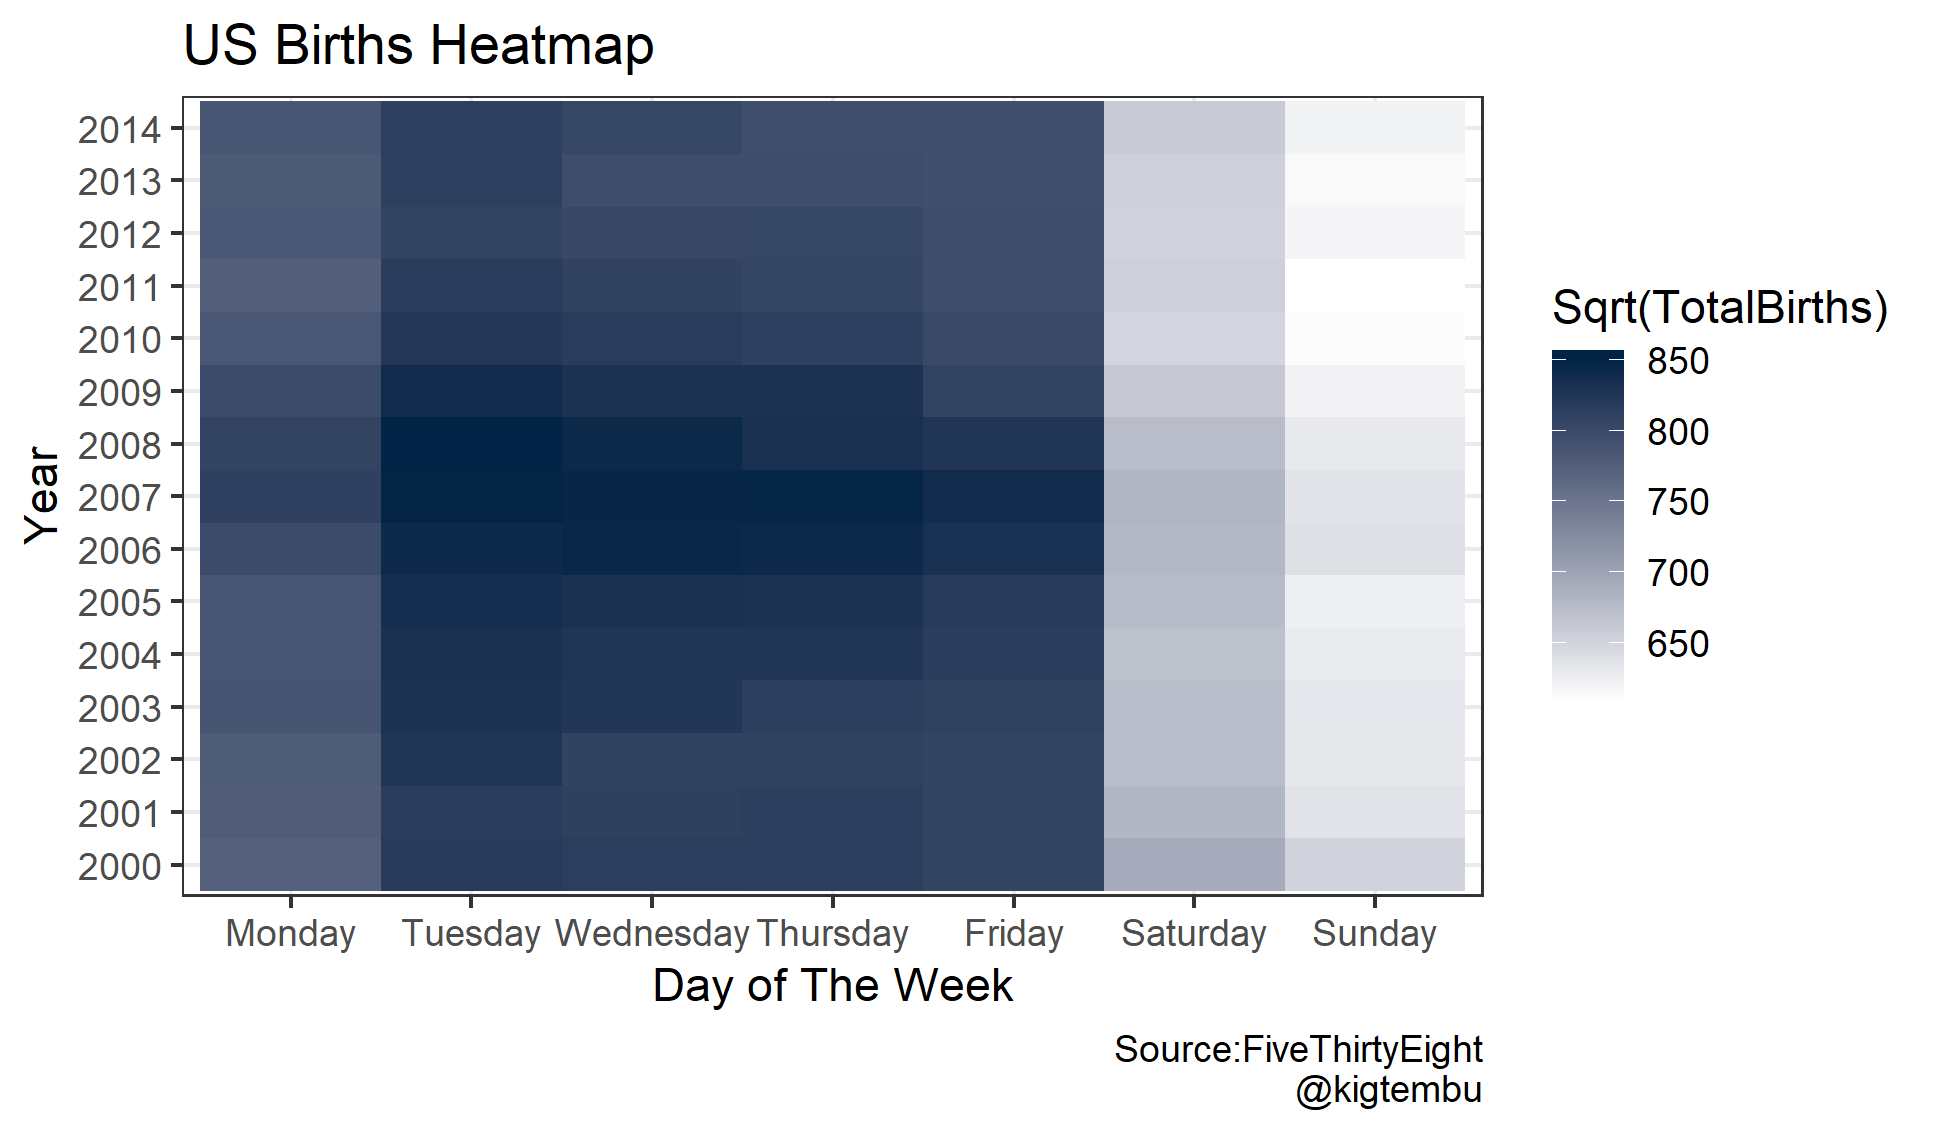 US Births Heatmap
2014
2013
2012
2011
2010
2009
2008
2007
2006
2005
2004
2003
2002
2001
2000
Year
Monday Tuesday Wednesday Thursday Friday Saturday Sunday
Day of The Week
Sqrt(TotalBirths)
850
800
750
700
650
Source:FiveThirtyEight
@kigtembu